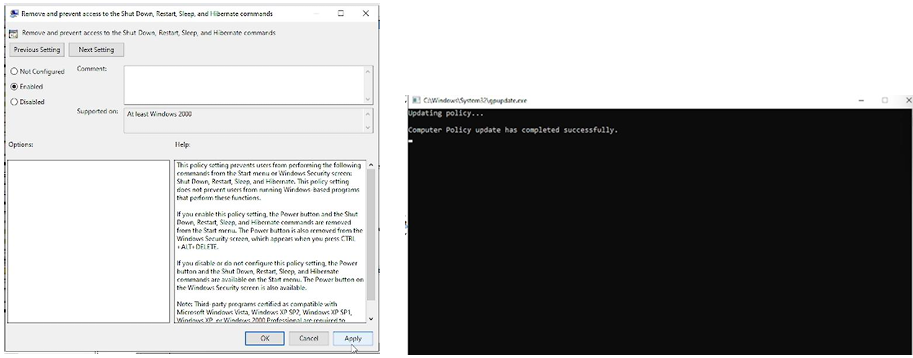 Remove and prevent access to the Shut Down, Restart, Sleep, and Hibernate commands
Remove and prevent access to the Shut Down, Restart, Sleep, and Hibernate commands
Previous Setting
Next Setting
Not Configured
Enabled
Disabled
Comment:
Supported on:
At least Windows 2000
Options:
Help:
This policy setting prevents users from performing the following
commands from the Start menu or Windows Security screen:
Shut Down, Restart, Sleep, and Hibernate. This policy setting
does not prevent users from running Windows-based programs
that perform these functions.
If you enable this policy setting, the Power button and the Shut
Down, Restart, Sleep, and Hibernate commands are removed
from the Start menu. The Power button is also removed from the
Windows Security screen, which appears when you press CTRL
+ALT+DELETE.
If you disable or do not configure this policy setting, the Power
button and the Shut Down, Restart, Sleep, and Hibernate
commands are available on the Start menu. The Power button on
the Windows Security screen is also available.
Note: Third-party programs certified as compatible with
Microsoft Windows Vista, Windows XP SP2, Windows XP SP1,
Windows XP, or Windows 2000 Professional are required to
OK
Cancel
Apply
C:\Windows\System32\gpupdate.exe
Updating policy...
Computer Policy update has completed successfully.